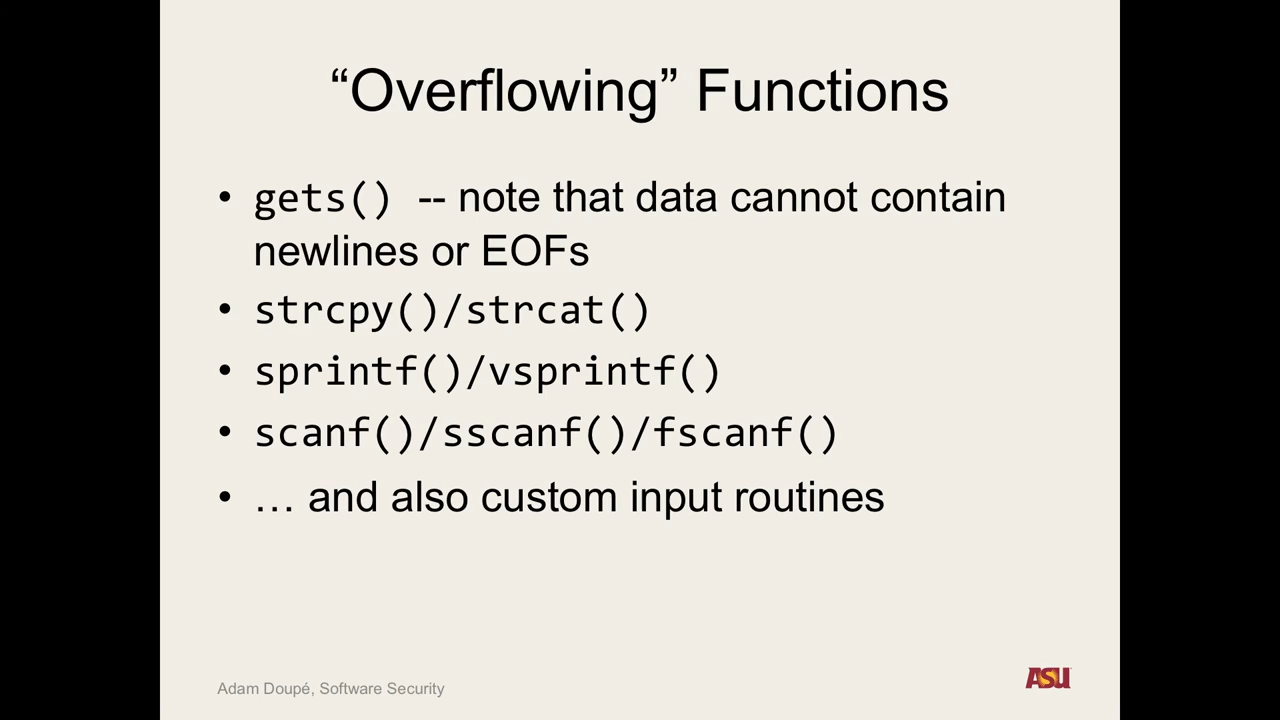 “Overflowing” Functions
• gets() -- note that data cannot contain
newlines or EOFs
• strcpy()/strcat()
• sprintf()/vsprintf()
• scanf()/sscanf()/fscanf()
• … and also custom input routines
Adam Doupé, Software Security
ASU